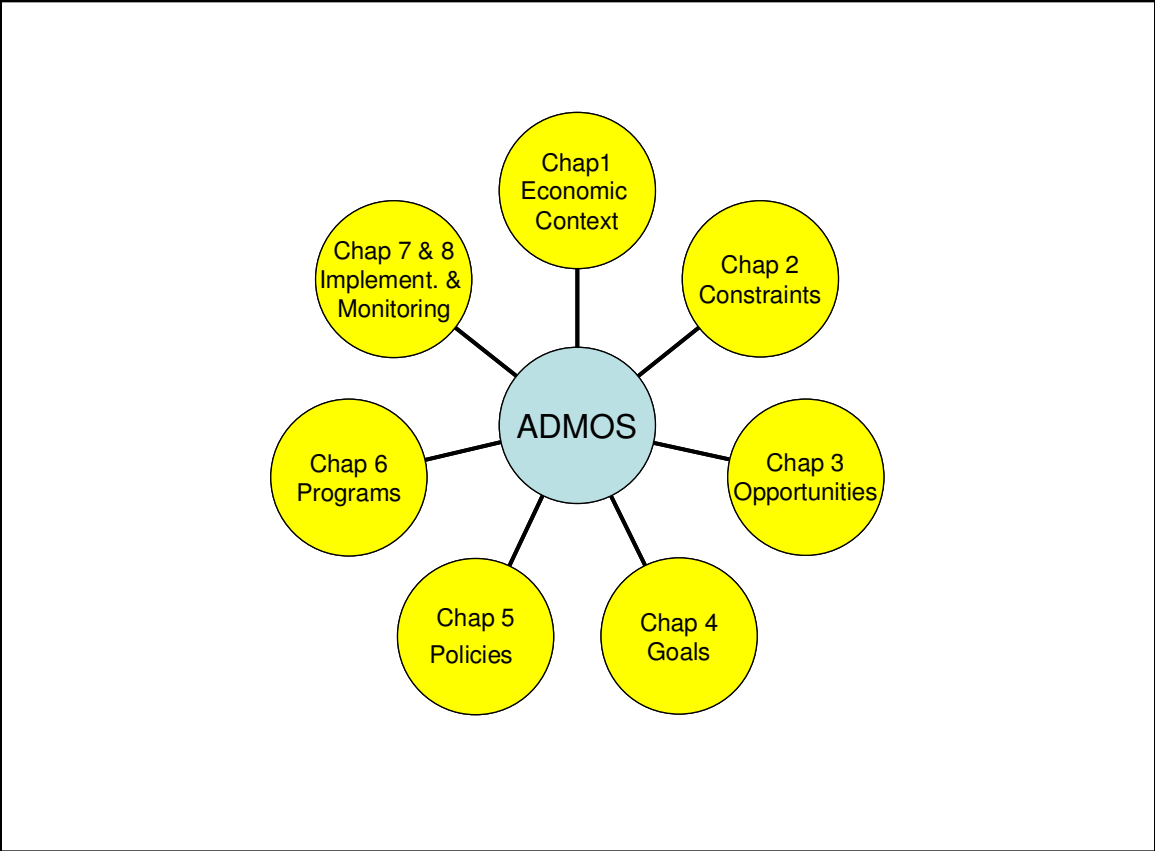 Chap1
Economic
Context
Chap 2
Constraints
Chap 3
Opportunities
Chap 4
Goals
Chap 5
Policies
Chap 6
Programs
Chap 7 & 8
Implement. &
Monitoring
ADMOS